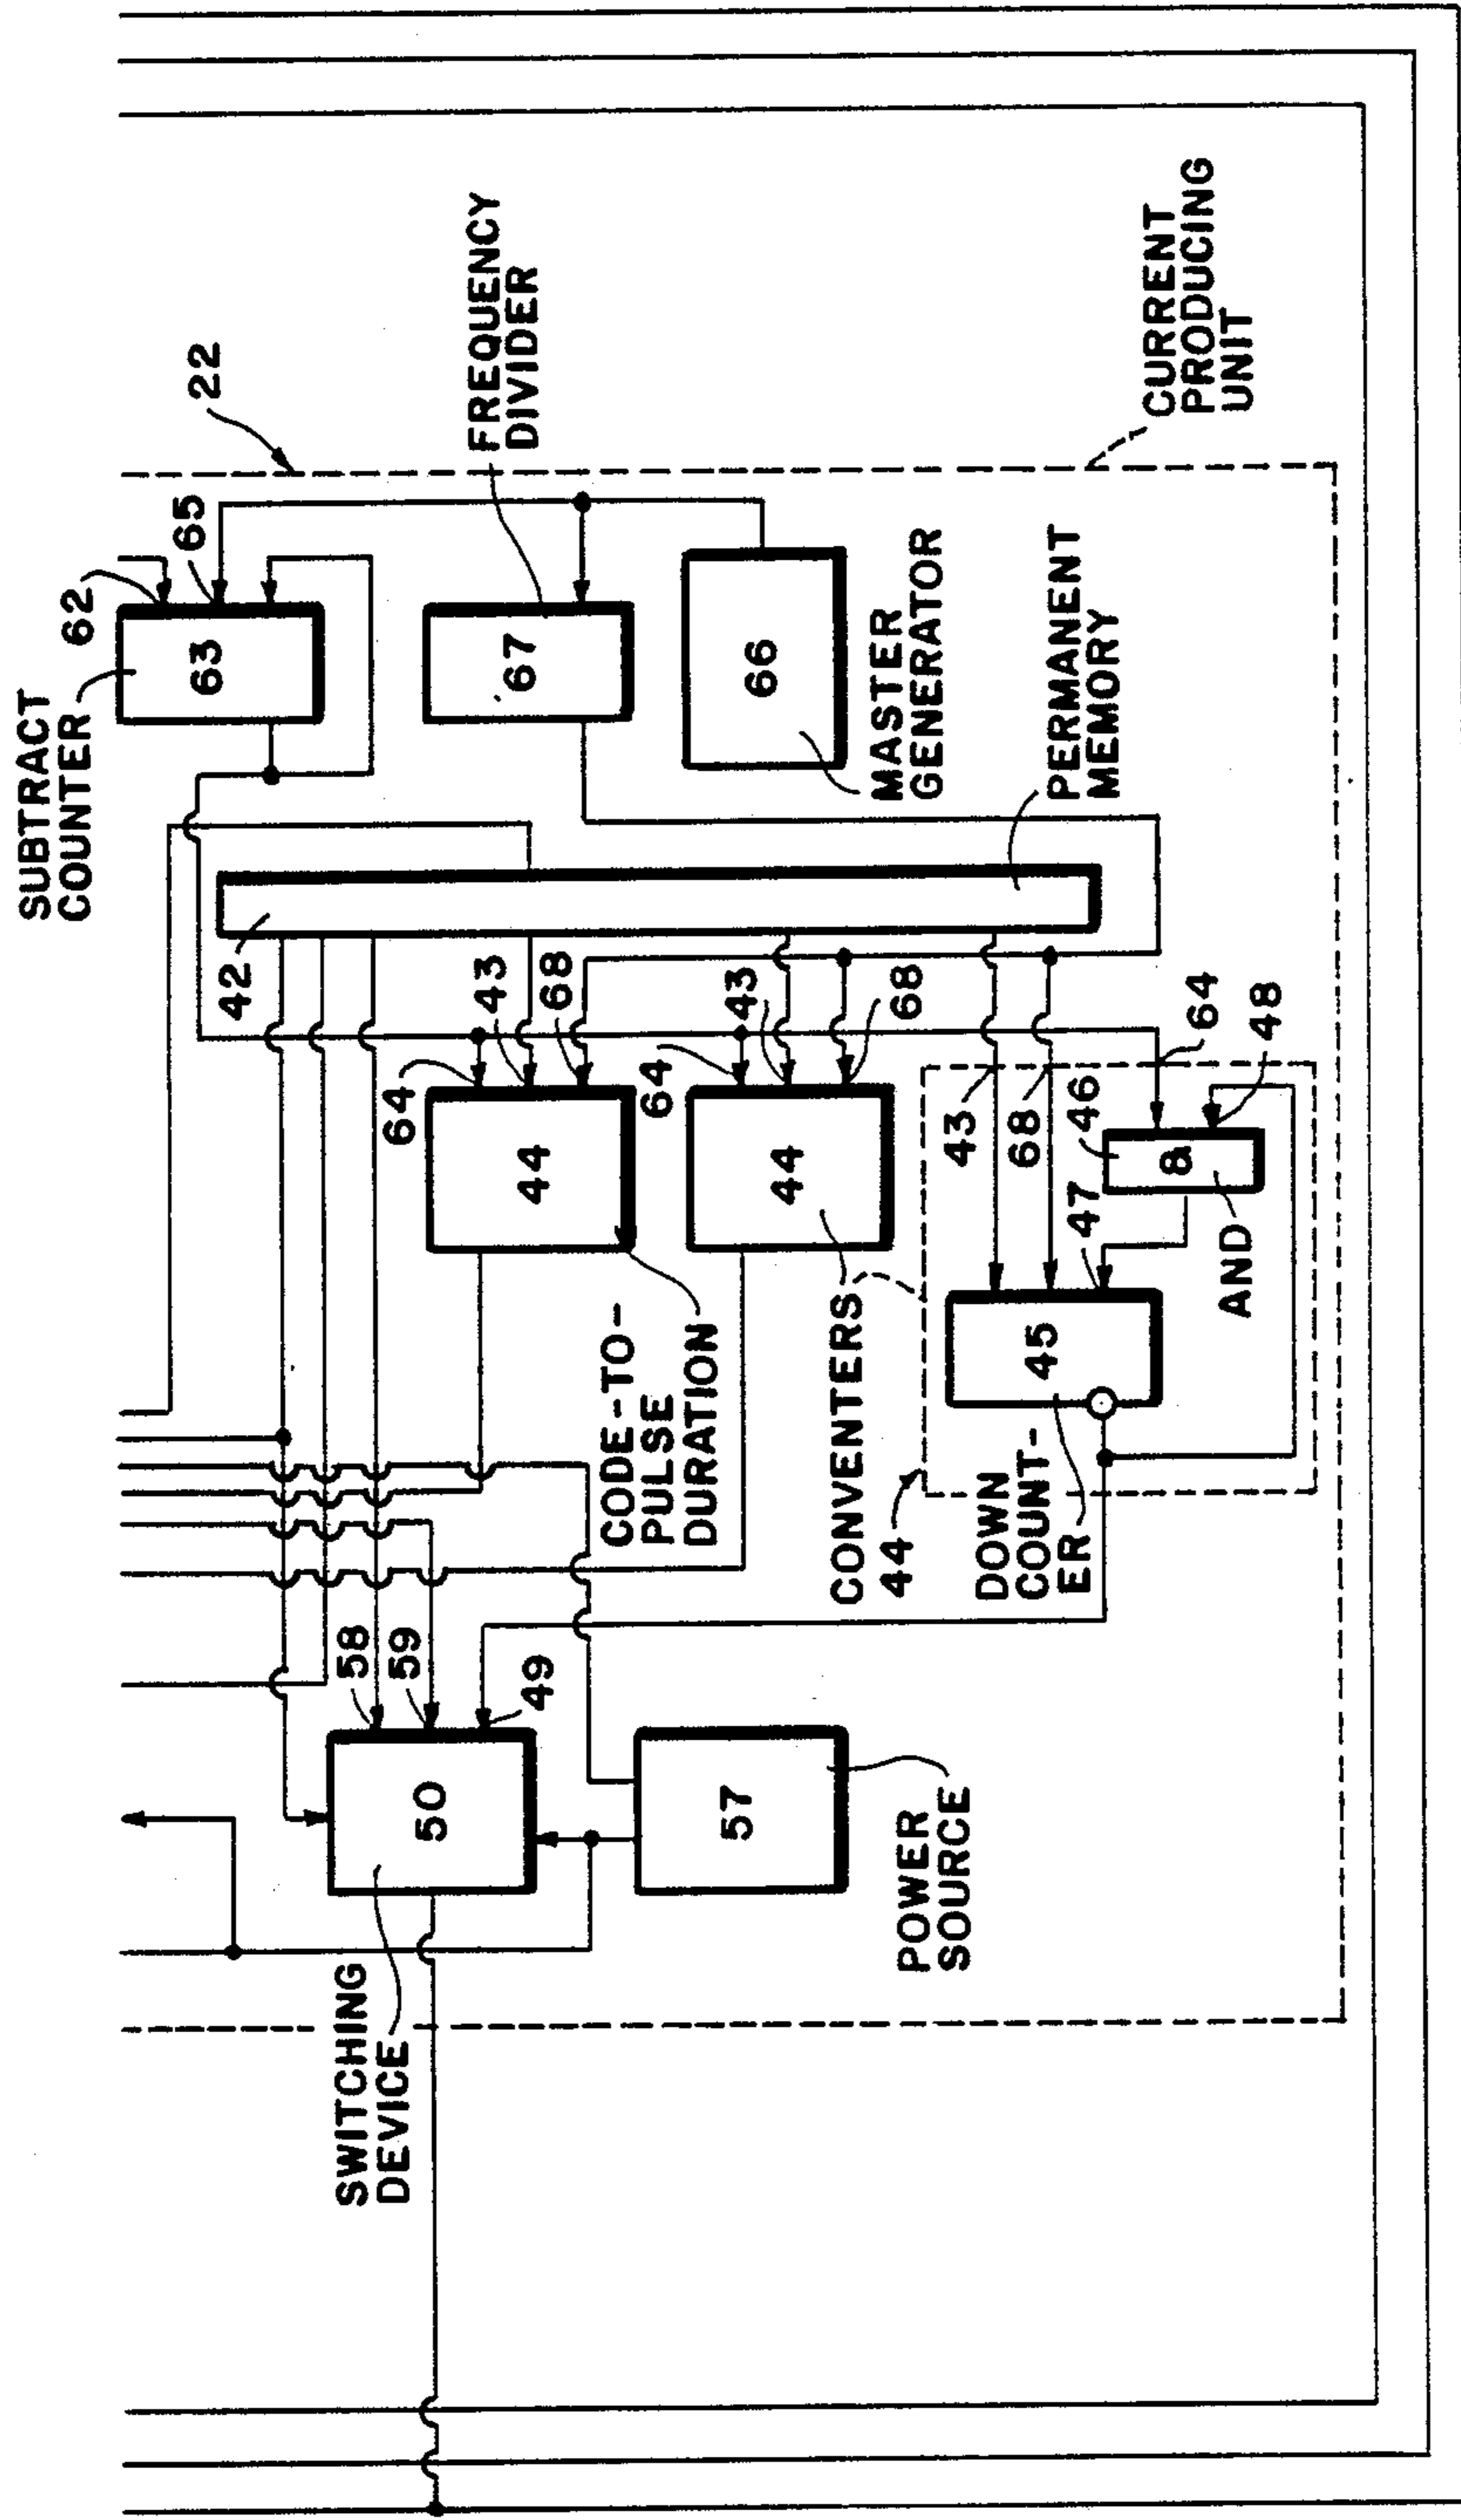 SUBTRACT
COUNTER
62
65
22
63
42
SWITCHING
DEVICE
58
59
50
49
64
43
68
44
67
FREQUENCY
DIVIDER
CODE-TO-
PULSE
DURATION
64
43
68
57
44
66
POWER
SOURCE
CONVENTERS
44
MASTER
GENERATOR
DOWN
COUNT-
ER
45
43
68
46
47
&
AND
64
48
PERMANENT
MEMORY
CURRENT
PRODUCING
UNIT